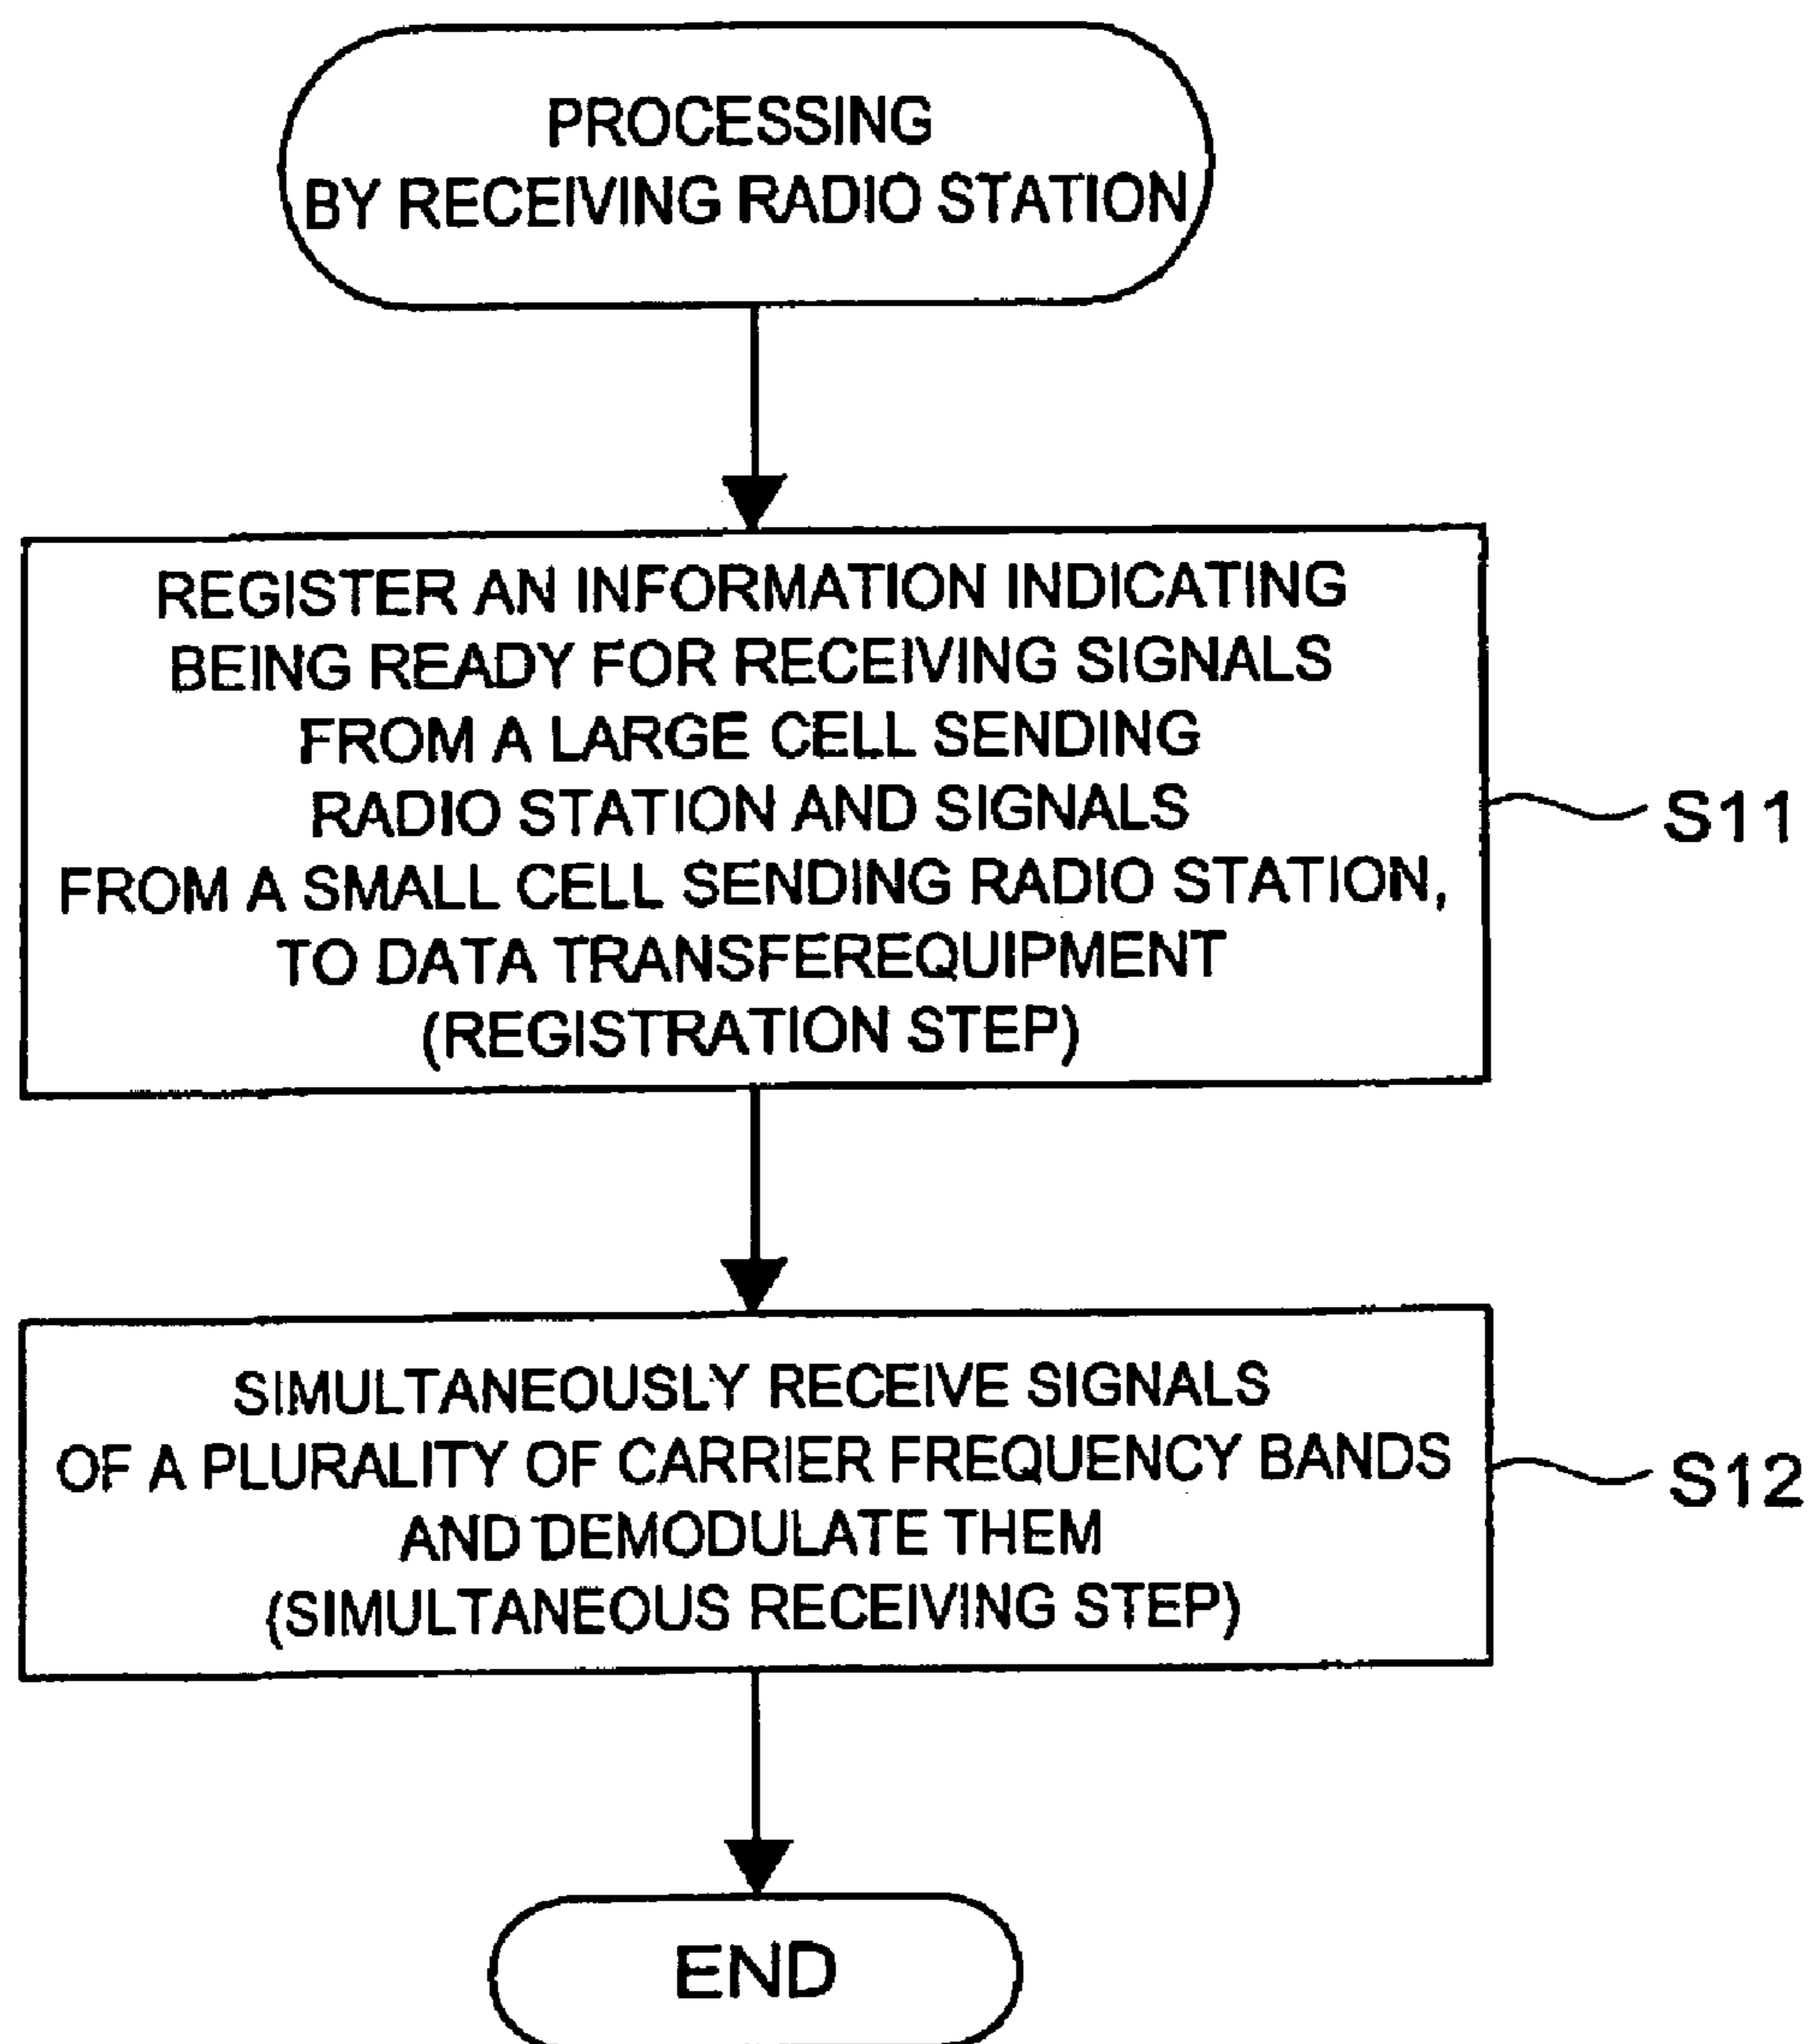 PROCESSING
BY RECEIVING RADIO STATION
REGISTER AN INFORMATION INDICATING
BEING READY FOR RECEIVING SIGNALS
FROM A LARGE CELL SENDING
RADIO STATION AND SIGNALS
FROM A SMALL CELL SENDING RADIO STATION,
TO DATA TRANSFEREQUIPMENT
(REGISTRATION STEP)
S11
SIMULTANEOUSLY RECEIVE SIGNALS
OF A PLURALITY OF CARRIER FREQUENCY BANDS
AND DEMODULATE THEM
(SIMULTANEOUS RECEIVING STEP)
S12
END